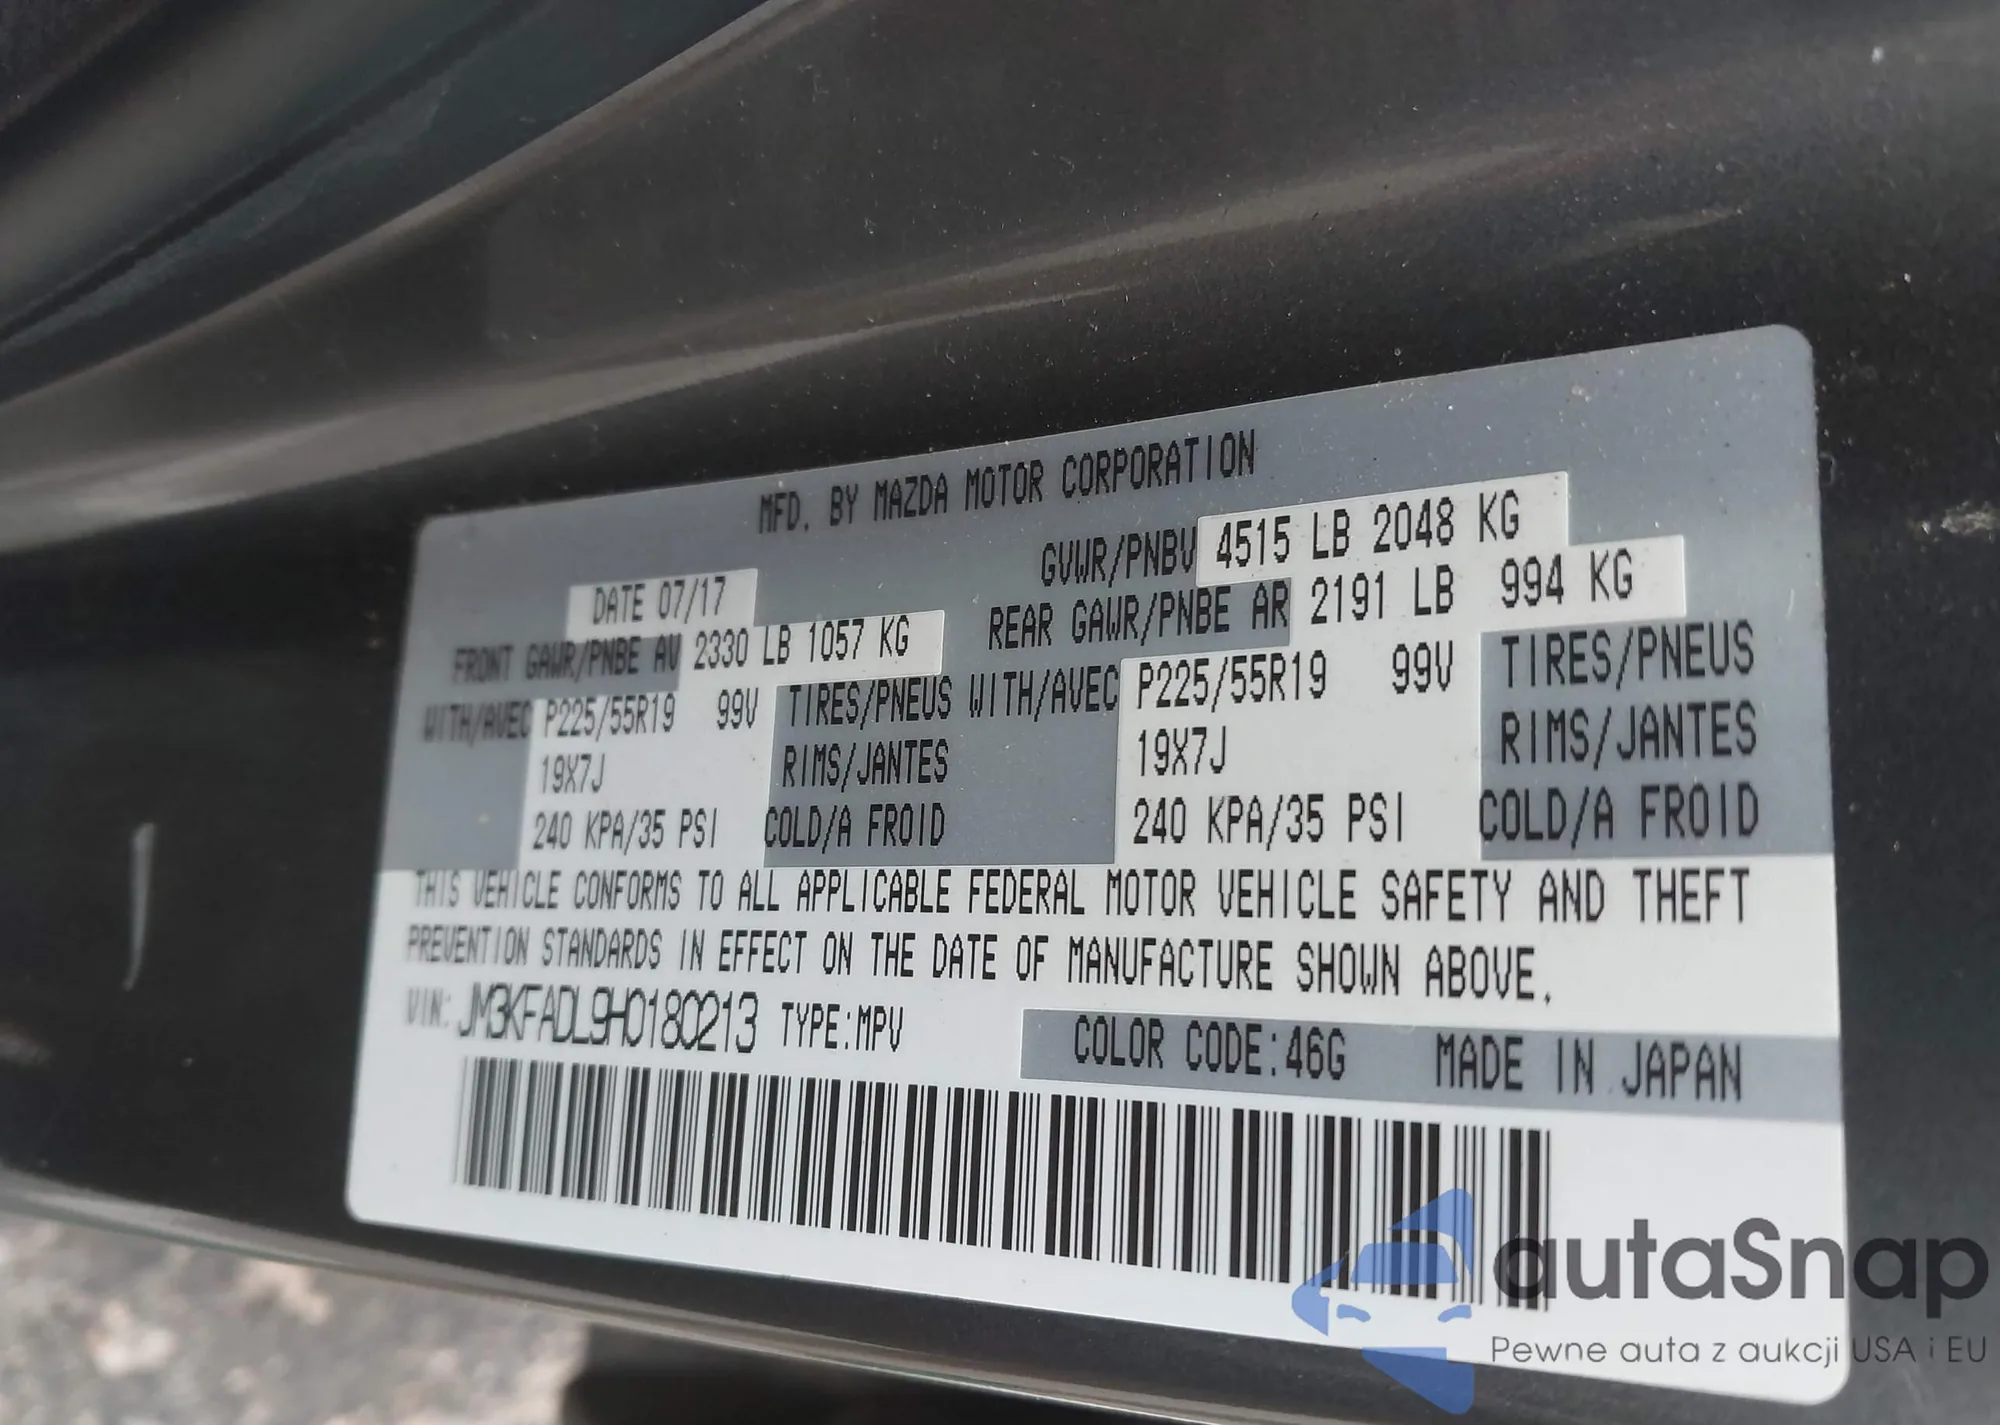 MFD. BY MAZDA MOTOR CORPORATION
DATE 07/17 GVWR/PNBV 4515 LB 2048 KG
FRONT GAWR/PNBE AV 2330 LB 1057 KG REAR GAWR/PNBE AR 2191 LB 994 KG
WITH/AVEC P225/55R19 99V TIRES/PNEUS WITH/AVEC P225/55R19 99V TIRES/PNEUS
19X7J RIMS/JANTES 19X7J RIMS/JANTES
240 KPA/35 PSI COLD/A FROID 240 KPA/35 PSI COLD/A FROID
THIS VEHICLE CONFORMS TO ALL APPLICABLE FEDERAL MOTOR VEHICLE SAFETY AND THEFT
PREVENTION STANDARDS IN EFFECT ON THE DATE OF MANUFACTURE SHOWN ABOVE.
VIN: JM3KFADL9H0180213 TYPE:MPV COLOR CODE:46G MADE IN JAPAN
autaSnap
Pewne auta z aukcji USA i EU